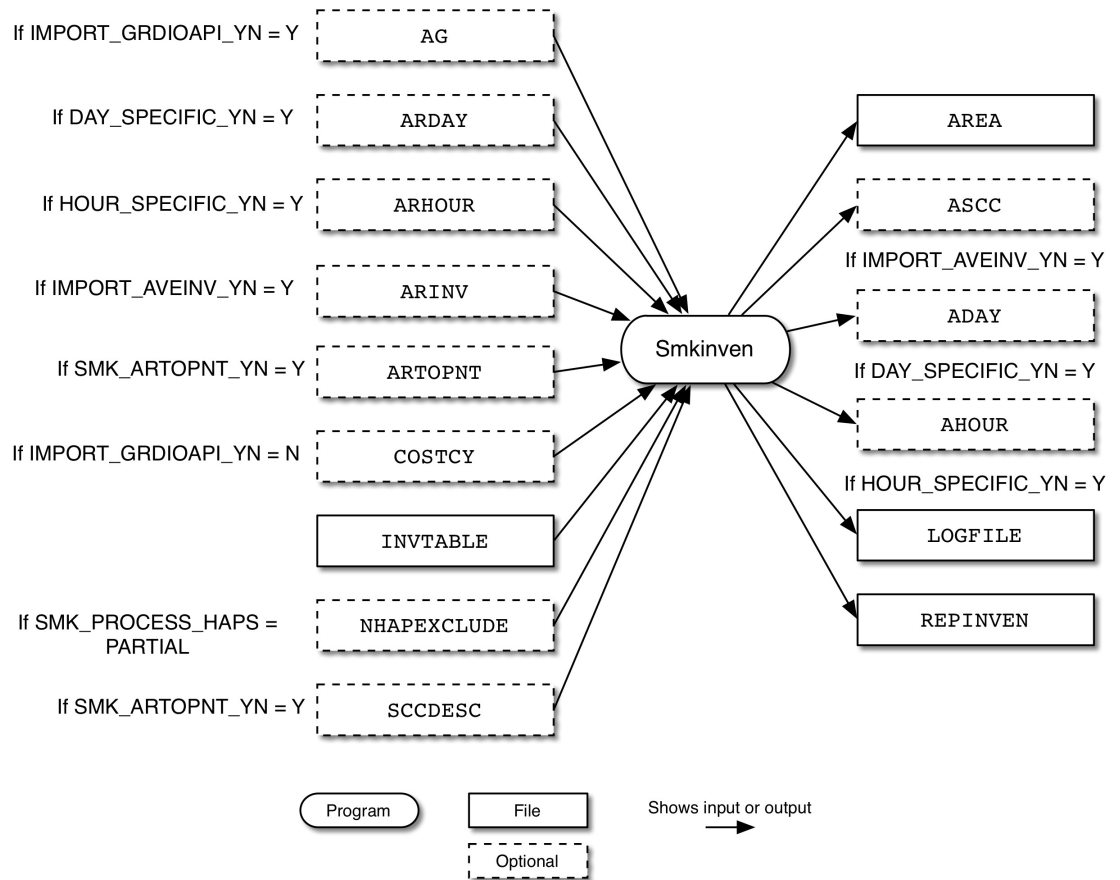 If IMPORT_GRDIOAPI_YN = Y
AG
If DAY_SPECIFIC_YN = Y
ARDAY
If HOUR_SPECIFIC_YN = Y
ARHOUR
If IMPORT_AVEINV_YN = Y
ARINV
If SMK_ARTOPNT_YN = Y
ARTOPNT
If IMPORT_GRDIOAPI_YN = N
COSTCY
INVTABLE
If SMK_PROCESS_HAPS =
PARTIAL
NHAPEXCLUDE
If SMK_ARTOPNT_YN = Y
SCCDESC
Smkinven
AREA
ASCC
If IMPORT_AVEINV_YN = Y
ADAY
If DAY_SPECIFIC_YN = Y
AHOUR
If HOUR_SPECIFIC_YN = Y
LOGFILE
REPINVEN
Program
File
Optional
Shows input or output